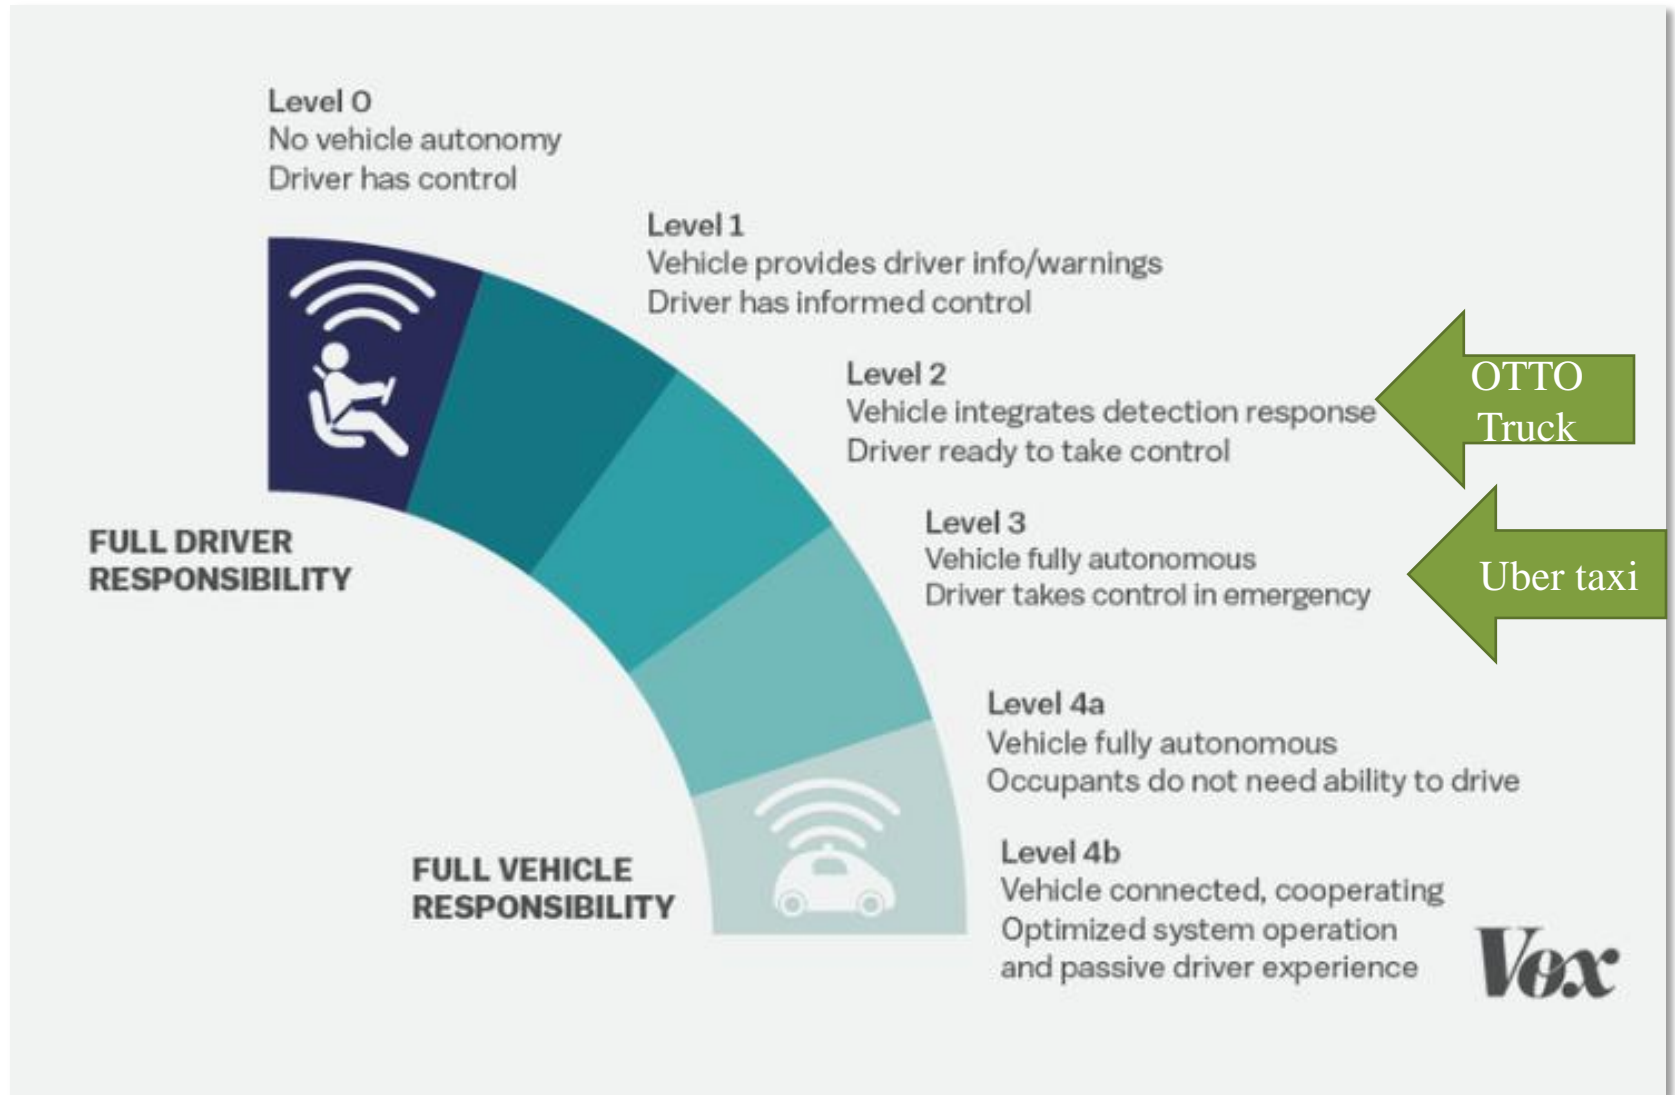 Level 0
No vehicle autonomy
Driver has control
Level 1
Vehicle provides driver info/warnings
Driver has informed control
Level 2
Vehicle integrates detection response
Driver ready to take control
OTTO
Truck
Level 3
Vehicle fully autonomous
Driver takes control in emergency
Uber taxi
FULL DRIVER
RESPONSIBILITY
Level 4a
Vehicle fully autonomous
Occupants do not need ability to drive
FULL VEHICLE
RESPONSIBILITY
Level 4b
Vehicle connected, cooperating
Optimized system operation
and passive driver experience
Vox